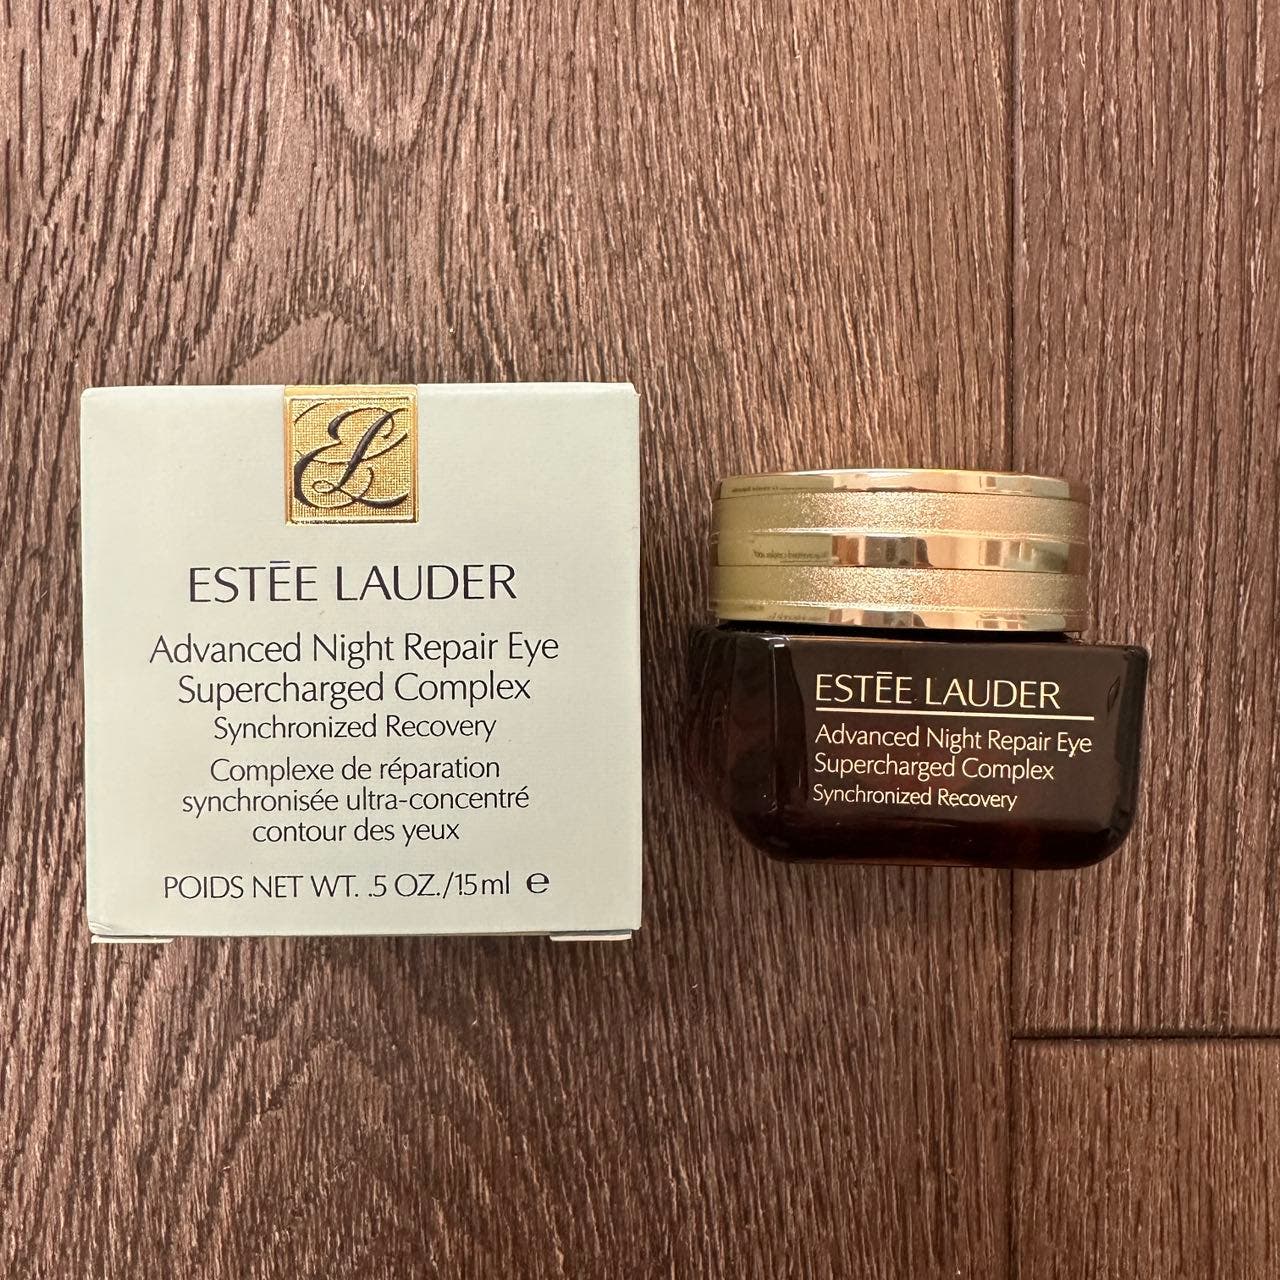 EL
ESTĒE LAUDER
Advanced Night Repair Eye
Supercharged Complex
Synchronized Recovery
Complexe de réparation
synchronisée ultra-concentré
contour des yeux
POIDS NET WT. .5 OZ./15ml ℮
ESTĒE LAUDER
Advanced Night Repair Eye
Supercharged Complex
Synchronized Recovery